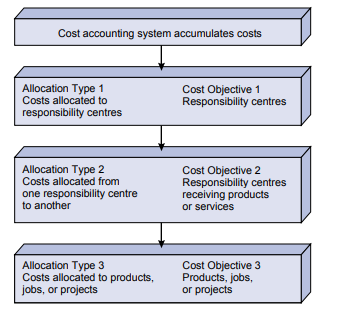 Cost accounting system accumulates costs
Allocation Type 1
Costs allocated to
responsibility centres
Cost Objective 1
Responsibility centres
Allocation Type 2
Costs allocated from
one responsibility centre
to another
Cost Objective 2
Responsibility centres
receiving products
or services
Allocation Type 3
Costs allocated to products,
jobs, or projects
Cost Objective 3
Products, jobs,
or projects